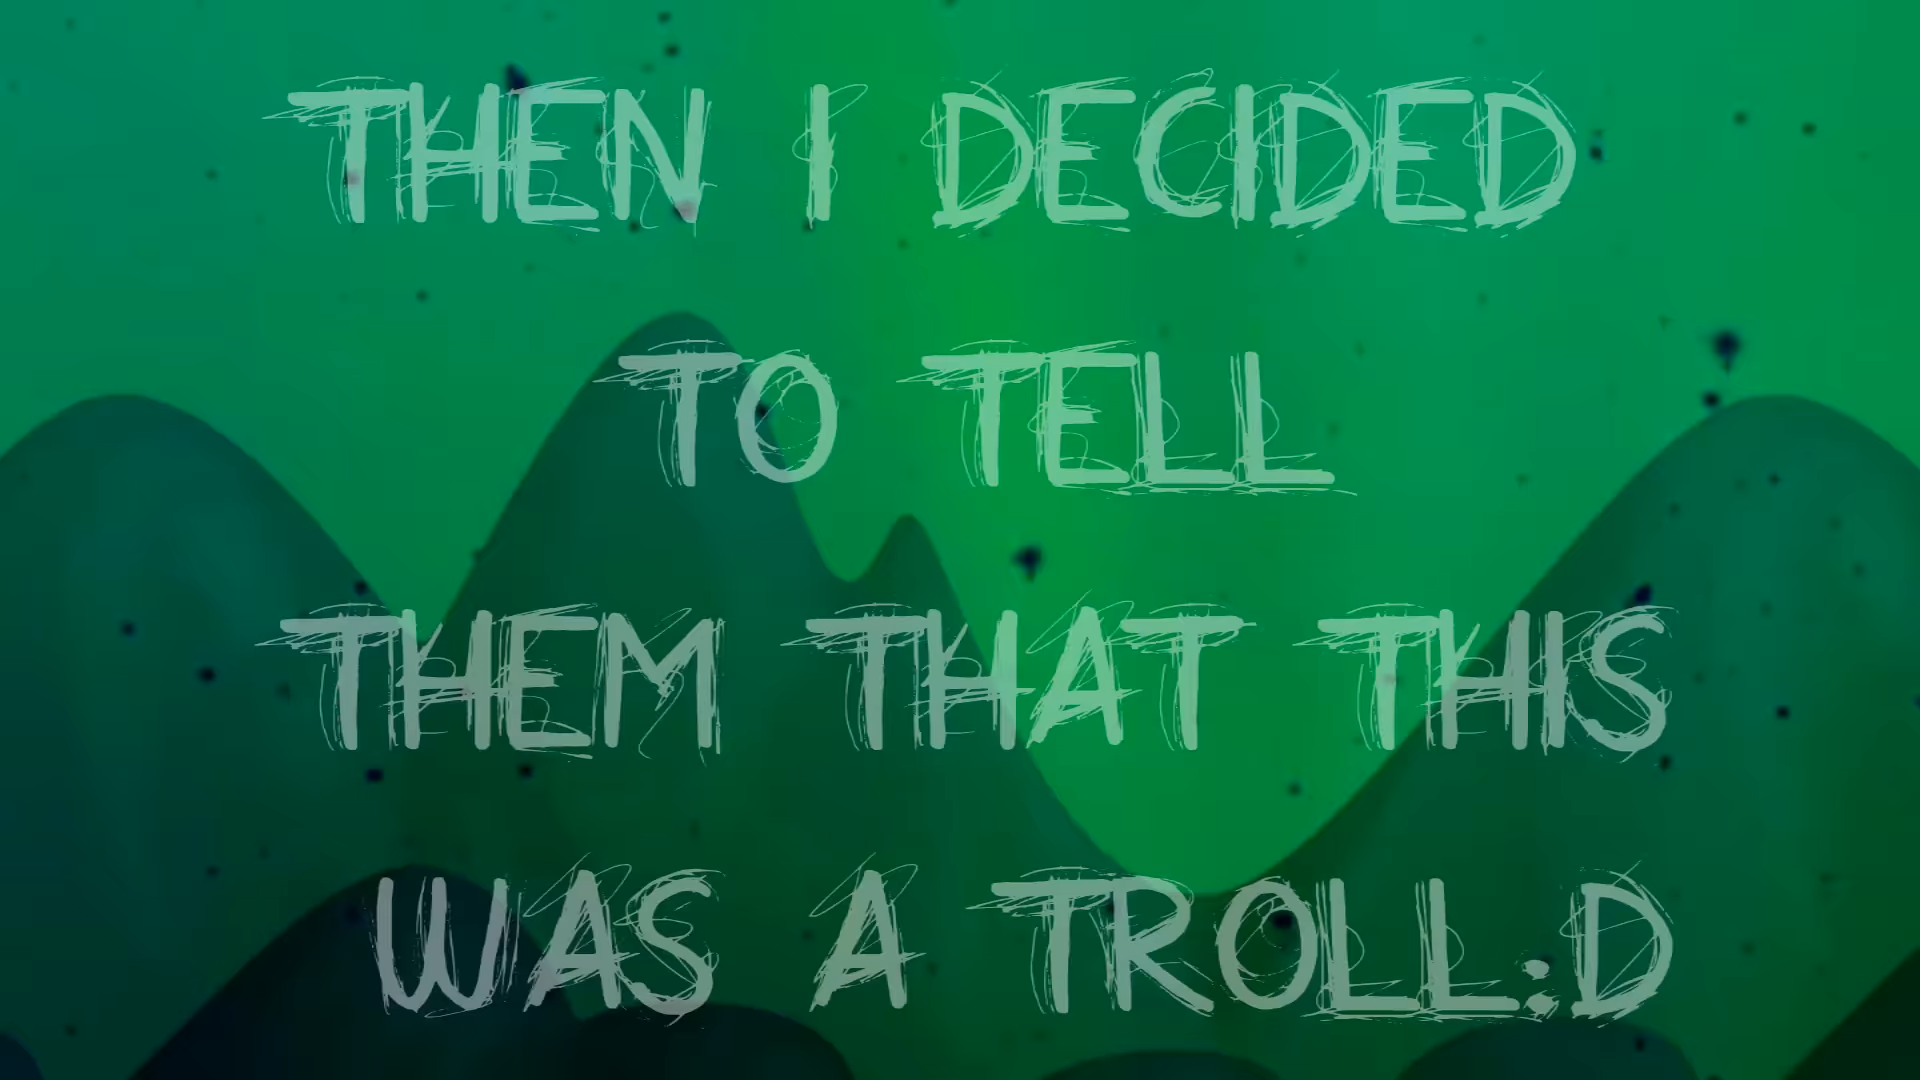 THEN I DECIDED
TO TELL
THEM THAT THIS
WAS A TROLL:D